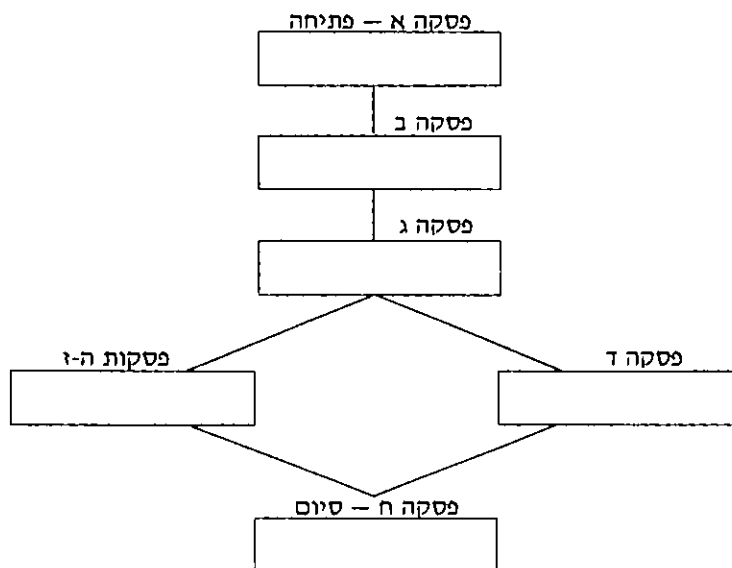 פסקה א – פתיחה
פסקה ב
פסקה ג
פסקה ד
פסקות ה-ז
פסקה ח – סיום